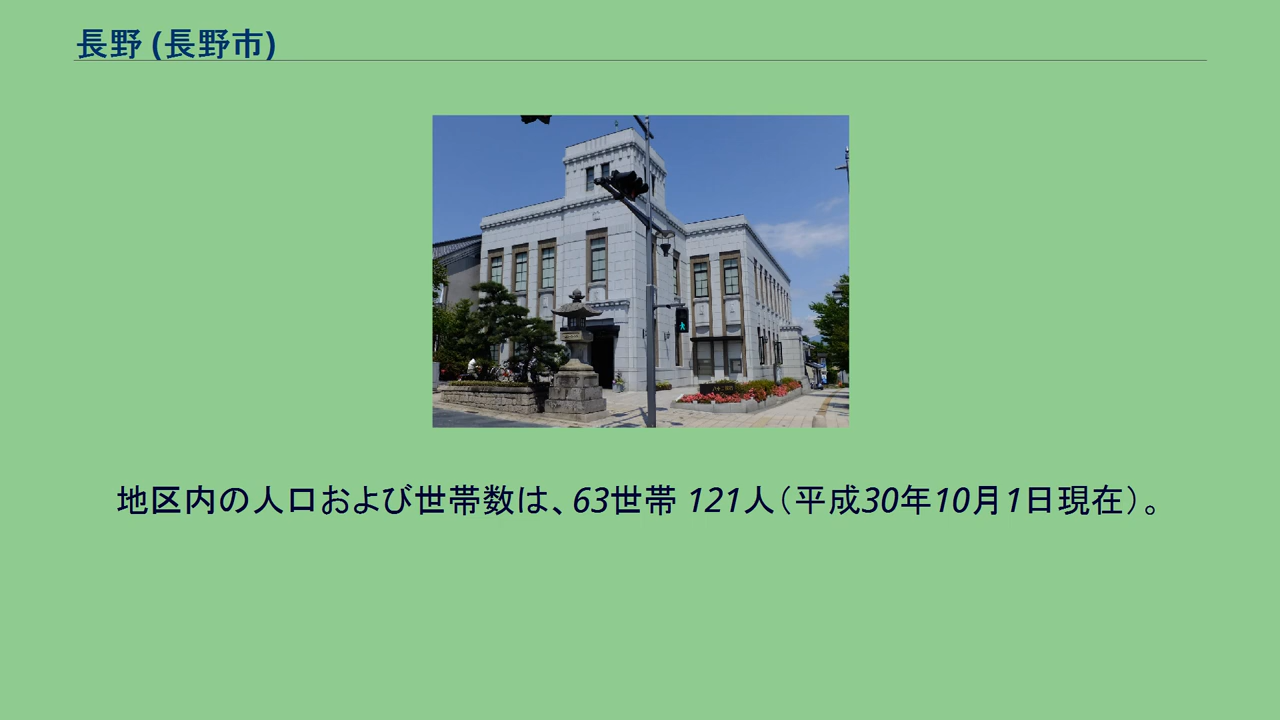 長野 (長野市)
地区内の人口および世帯数は、63世帯 121人（平成30年10月1日現在）。